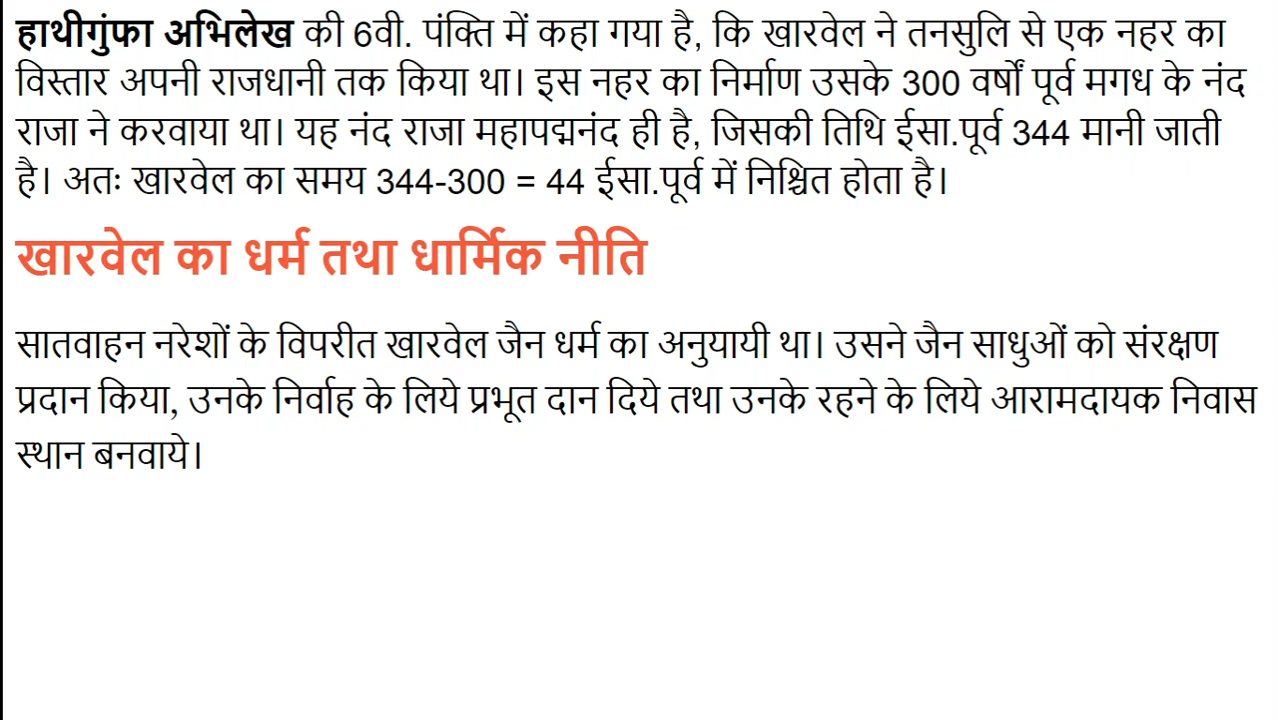 हाथीगुंफा अभिलेख की 6वी. पंक्ति में कहा गया है, कि खारवेल ने तनसुलि से एक नहर का
विस्तार अपनी राजधानी तक किया था। इस नहर का निर्माण उसके 300 वर्षों पूर्व मगध के नंद
राजा ने करवाया था। यह नंद राजा महापद्मनंद ही है, जिसकी तिथि ईसा.पूर्व 344 मानी जाती
है। अतः खारवेल का समय 344-300 = 44 ईसा.पूर्व में निश्चित होता है।
खारवेल का धर्म तथा धार्मिक नीति
सातवाहन नरेशों के विपरीत खारवेल जैन धर्म का अनुयायी था। उसने जैन साधुओं को संरक्षण
प्रदान किया, उनके निर्वाह के लिये प्रभूत दान दिये तथा उनके रहने के लिये आरामदायक निवास
स्थान बनवाये।